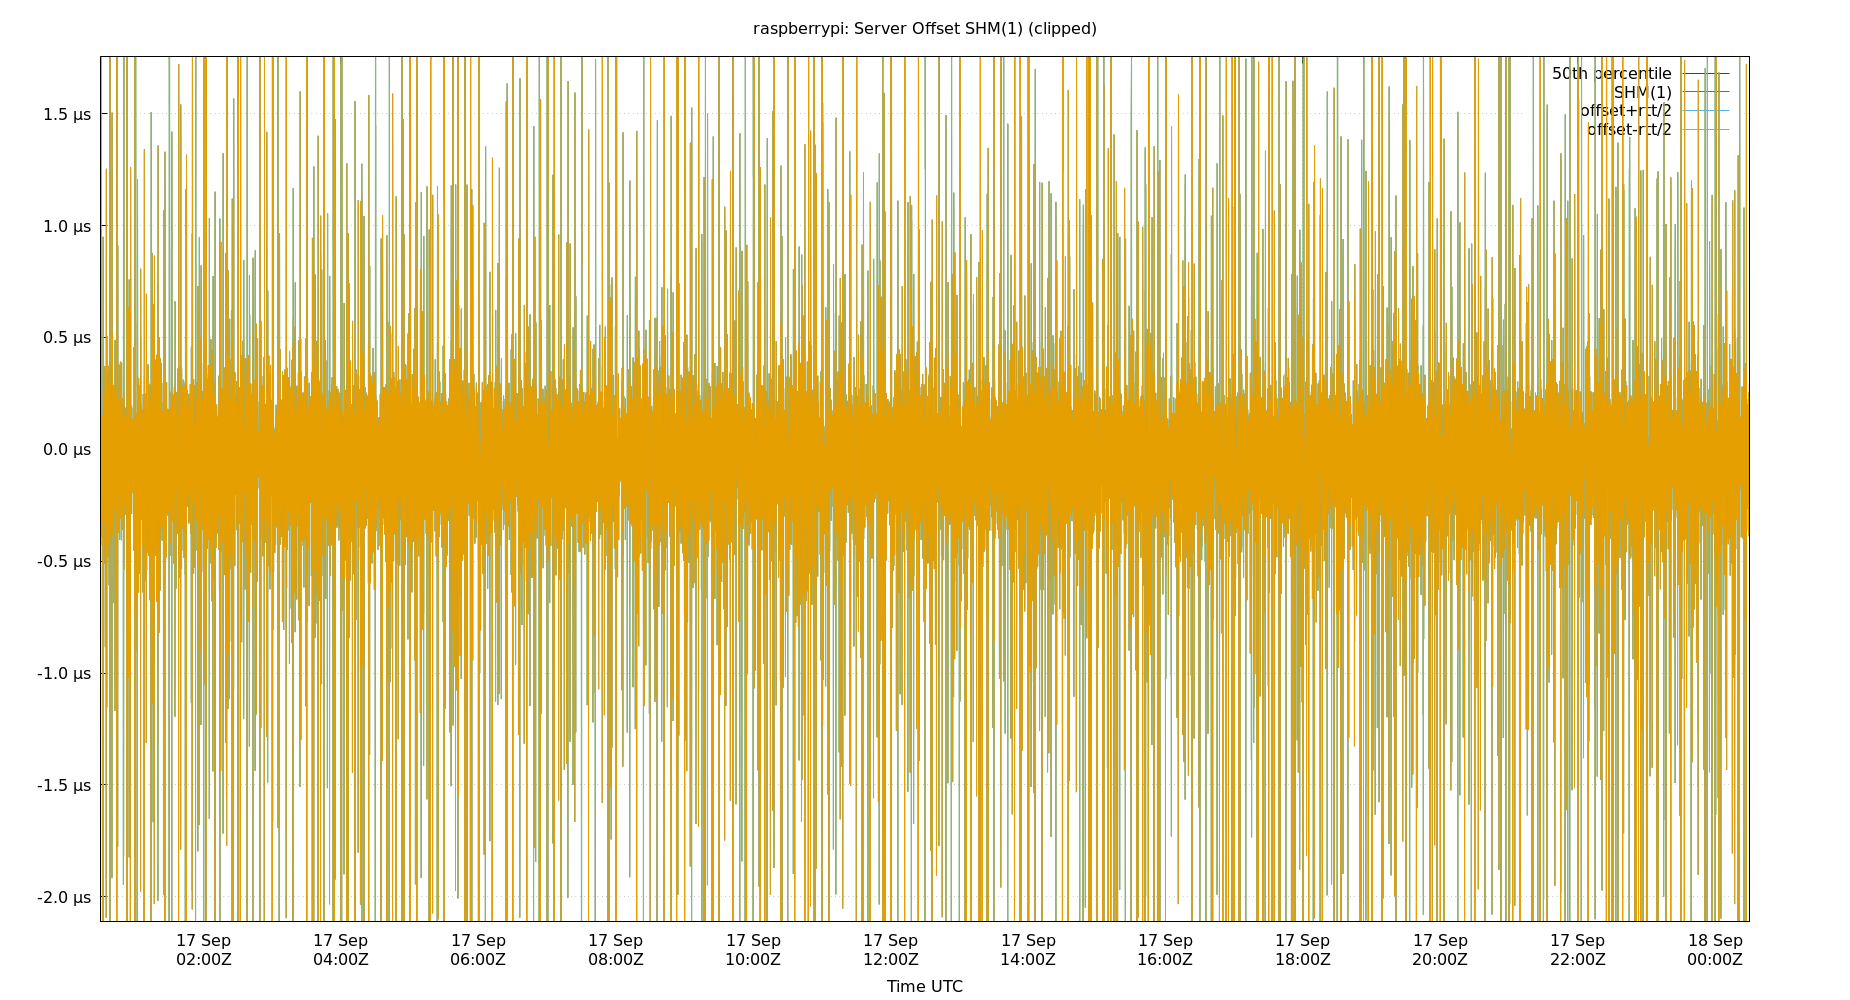 raspberrypi: Server Offset SHM(1) (clipped)
50th percentile
SHM(1)
offset+rtt/2
offset-rtt/2
1.5 µs
1.0 µs
0.5 µs
0.0 µs
-0.5 µs
-1.0 µs
-1.5 µs
-2.0 µs
17 Sep 17 Sep 17 Sep 17 Sep 17 Sep 17 Sep 17 Sep 17 Sep 17 Sep 17 Sep 17 Sep 18 Sep
02:00Z 04:00Z 06:00Z 08:00Z 10:00Z 12:00Z 14:00Z 16:00Z 18:00Z 20:00Z 22:00Z 00:00Z
Time UTC